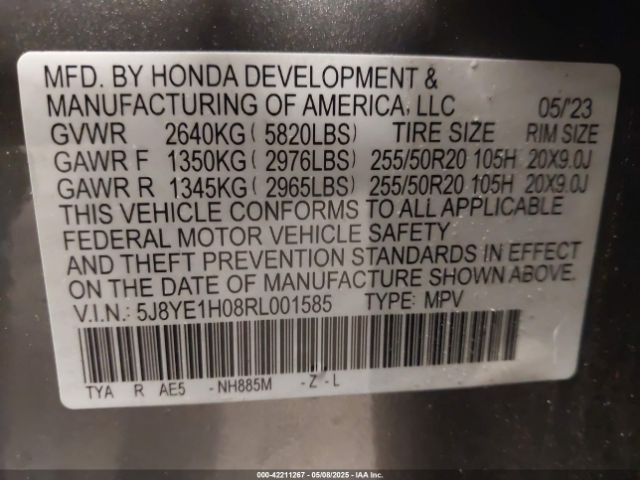 MFD. BY HONDA DEVELOPMENT &
MANUFACTURING OF AMERICA, LLC 05/'23
GVWR 2640KG ( 5820LBS) TIRE SIZE RIM SIZE
GAWR F 1350KG ( 2976LBS) 255/50R20 105H 20X9.0J
GAWR R 1345KG ( 2965LBS) 255/50R20 105H 20X9.0J
THIS VEHICLE CONFORMS TO ALL APPLICABLE
FEDERAL MOTOR VEHICLE SAFETY
AND THEFT PREVENTION STANDARDS IN EFFECT
ON THE DATE OF MANUFACTURE SHOWN ABOVE.
V.I.N.: 5J8YE1H08RL001585 TYPE: MPV
TYA R AE5 - NH885M - Z - L
000-42211267 - 05/08/2025 - IAA Inc.